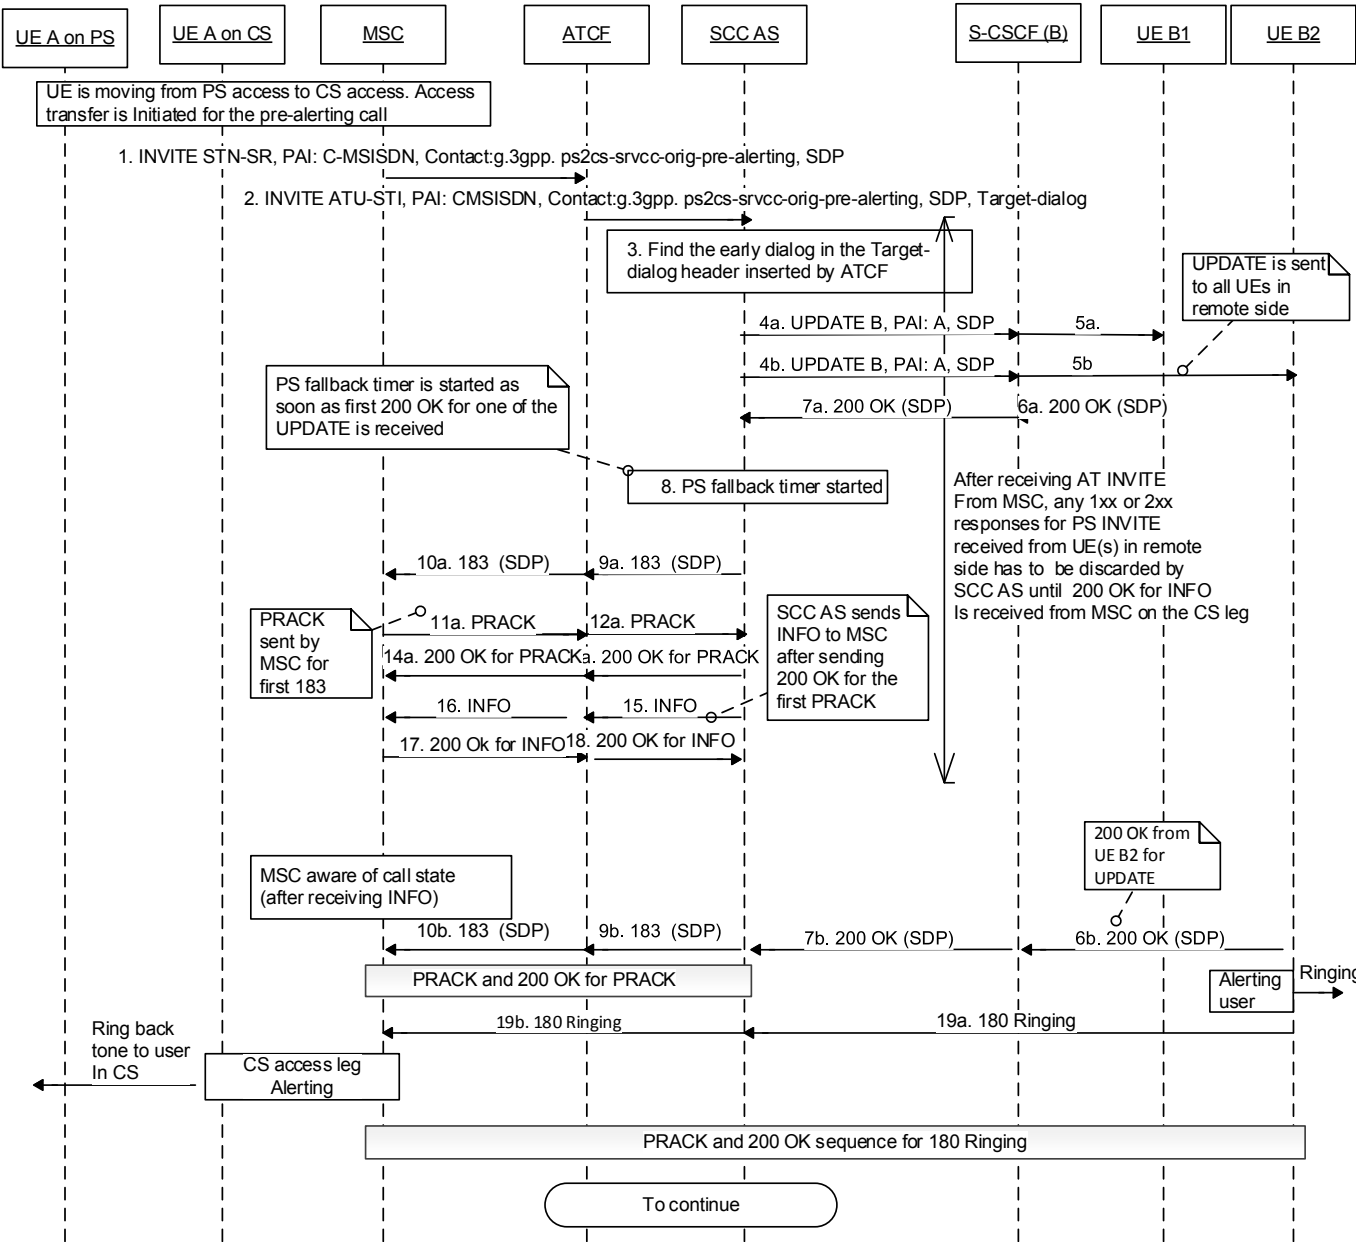 UE A on PS
UE A on CS
MSC
ATCF
SCC AS
S-CSCF (B)
UE B1
UE B2
UE is moving from PS access to CS access. Access
transfer is Initiated for the pre-alerting call
1. INVITE STN-SR, PAI: C-MSISDN, Contact:g.3gpp. ps2cs-srvcc-orig-pre-alerting, SDP
2. INVITE ATU-STI, PAI: CMSISDN, Contact:g.3gpp. ps2cs-srvcc-orig-pre-alerting, SDP, Target-dialog
3. Find the early dialog in the Target-
dialog header inserted by ATCF
UPDATE is sent
to all UEs in
remote side
4a. UPDATE B, PAI: A, SDP
5a.
4b. UPDATE B, PAI: A, SDP
5b
PS fallback timer is started as
soon as first 200 OK for one of the
UPDATE is received
7a. 200 OK (SDP)
6a. 200 OK (SDP)
8. PS fallback timer started
After receiving AT INVITE
From MSC, any 1xx or 2xx
responses for PS INVITE
received from UE(s) in remote
side has to be discarded by
SCC AS until 200 OK for INFO
Is received from MSC on the CS leg
10a. 183 (SDP)
9a. 183 (SDP)
PRACK
sent by
MSC for
first 183
11a. PRACK
12a. PRACK
SCC AS sends
INFO to MSC
after sending
200 OK for the
first PRACK
14a. 200 OK for PRACK
a. 200 OK for PRACK
16. INFO
15. INFO
17. 200 Ok for INFO
18. 200 OK for INFO
200 OK from
UE B2 for
UPDATE
MSC aware of call state
(after receiving INFO)
10b. 183 (SDP)
9b. 183 (SDP)
7b. 200 OK (SDP)
6b. 200 OK (SDP)
PRACK and 200 OK for PRACK
Alerting
user
Ringing
19b. 180 Ringing
19a. 180 Ringing
Ring back
tone to user
In CS
CS access leg
Alerting
PRACK and 200 OK sequence for 180 Ringing
To continue